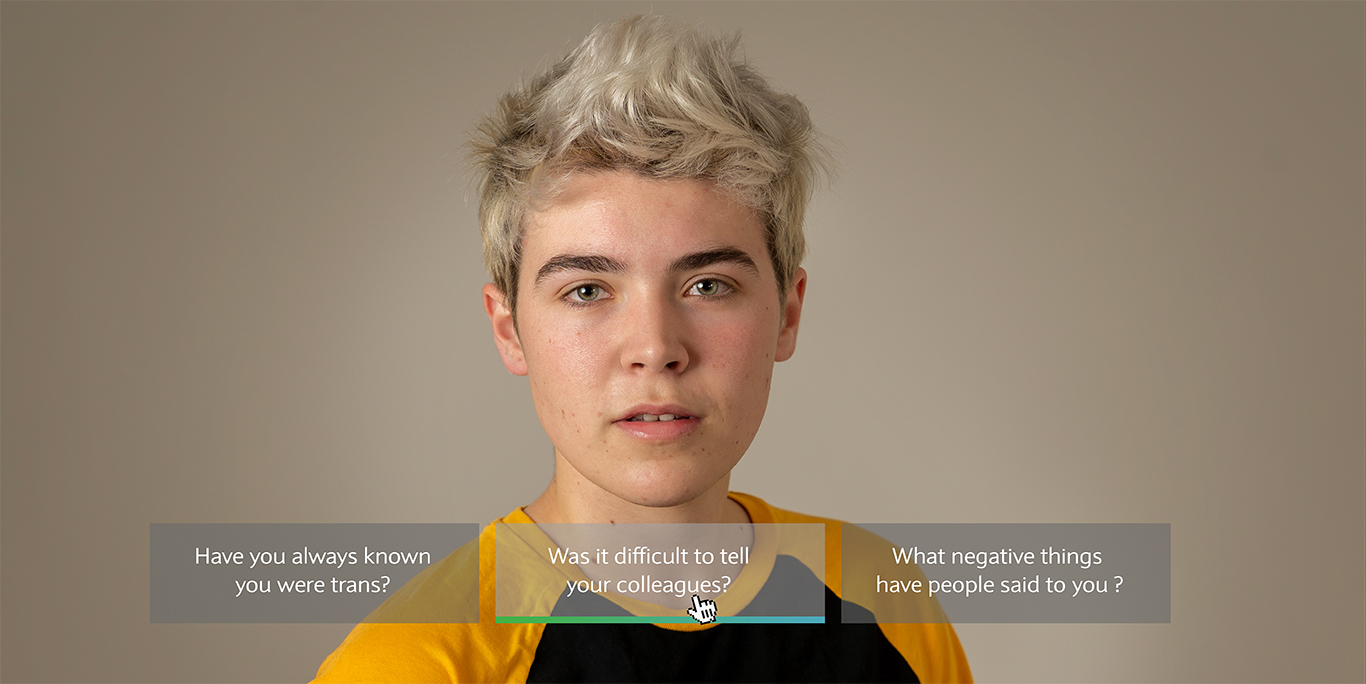 Have you always known
you were trans?
Was it difficult to tell
your colleagues?
What negative things
have people said to you ?